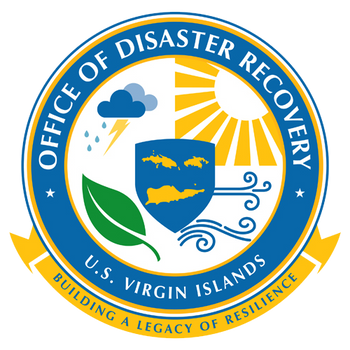 OFFICE OF DISASTER RECOVERY
U.S. VIRGIN ISLANDS
BUILDING A LEGACY OF RESILIENCE